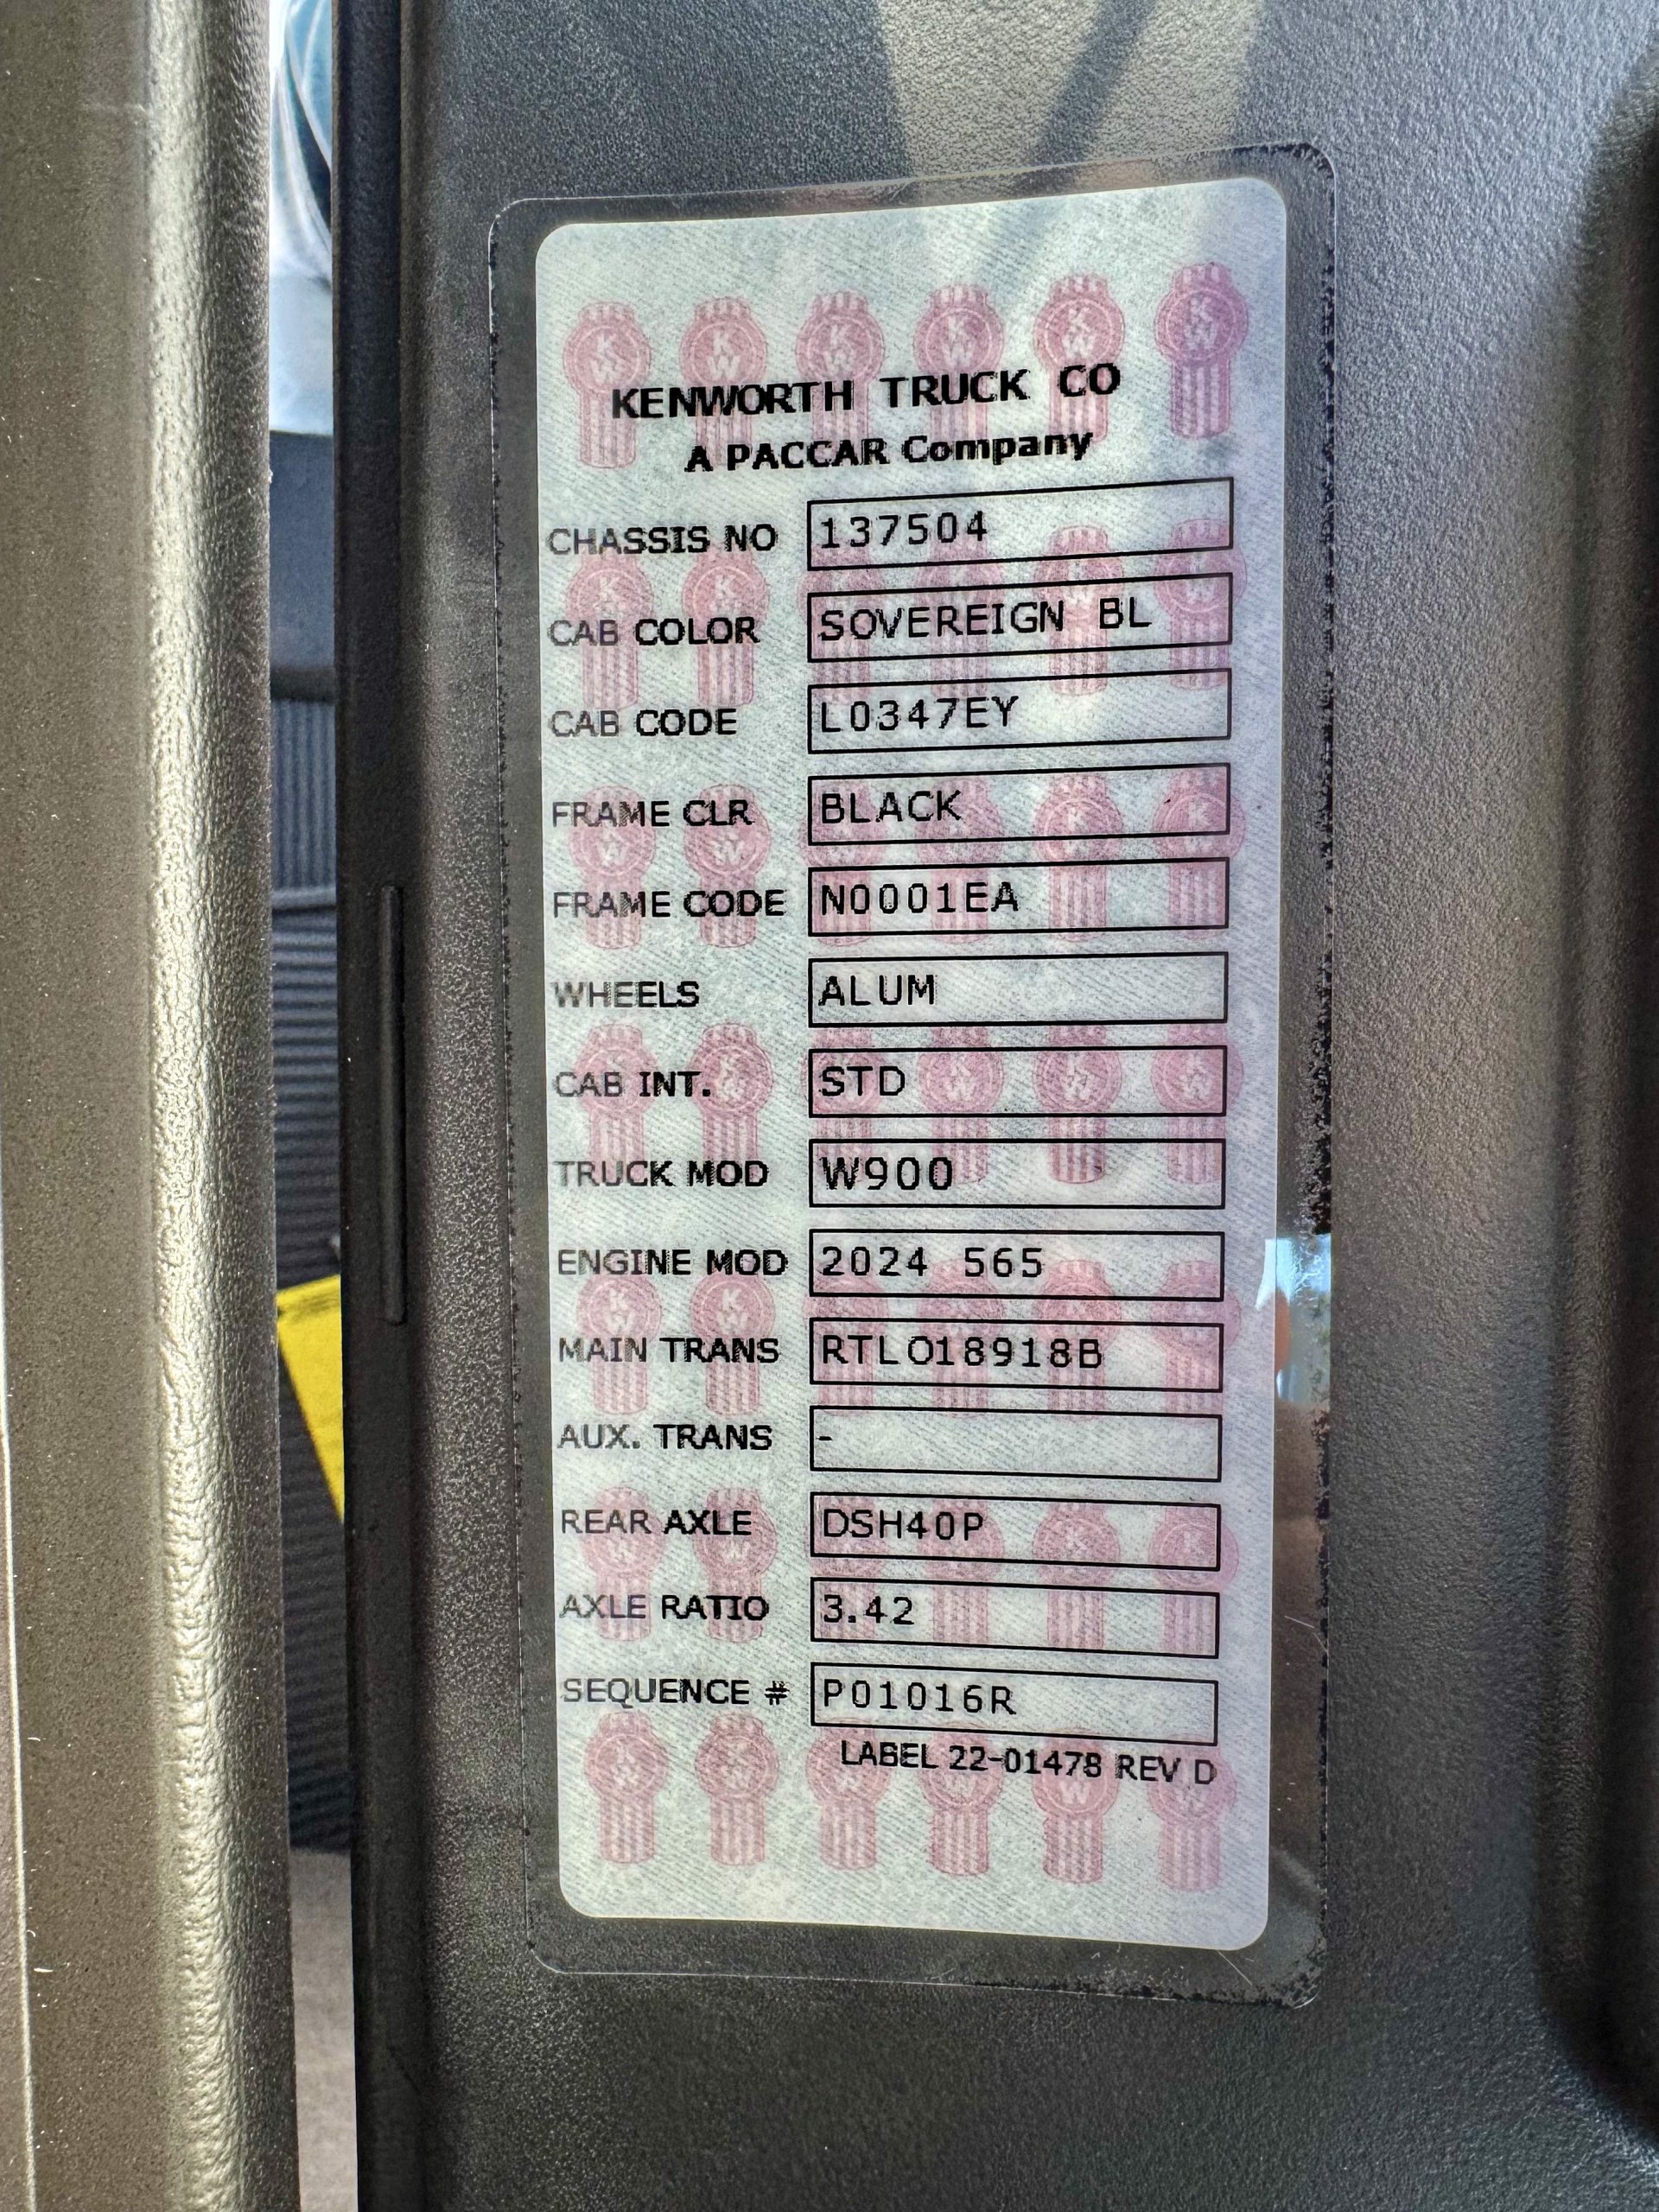 KENWORTH TRUCK CO
A PACCAR Company
CHASSIS NO 137504
CAB COLOR SOVEREIGN BL
CAB CODE L0347EY
FRAME CLR BLACK
FRAME CODE N0001EA
WHEELS ALUM
CAB INT. STD
TRUCK MOD W900
ENGINE MOD 2024 565
MAIN TRANS RTLO18918B
AUX. TRANS -
REAR AXLE DSH40P
AXLE RATIO 3.42
SEQUENCE # P01016R
LABEL 22-01478 REV D